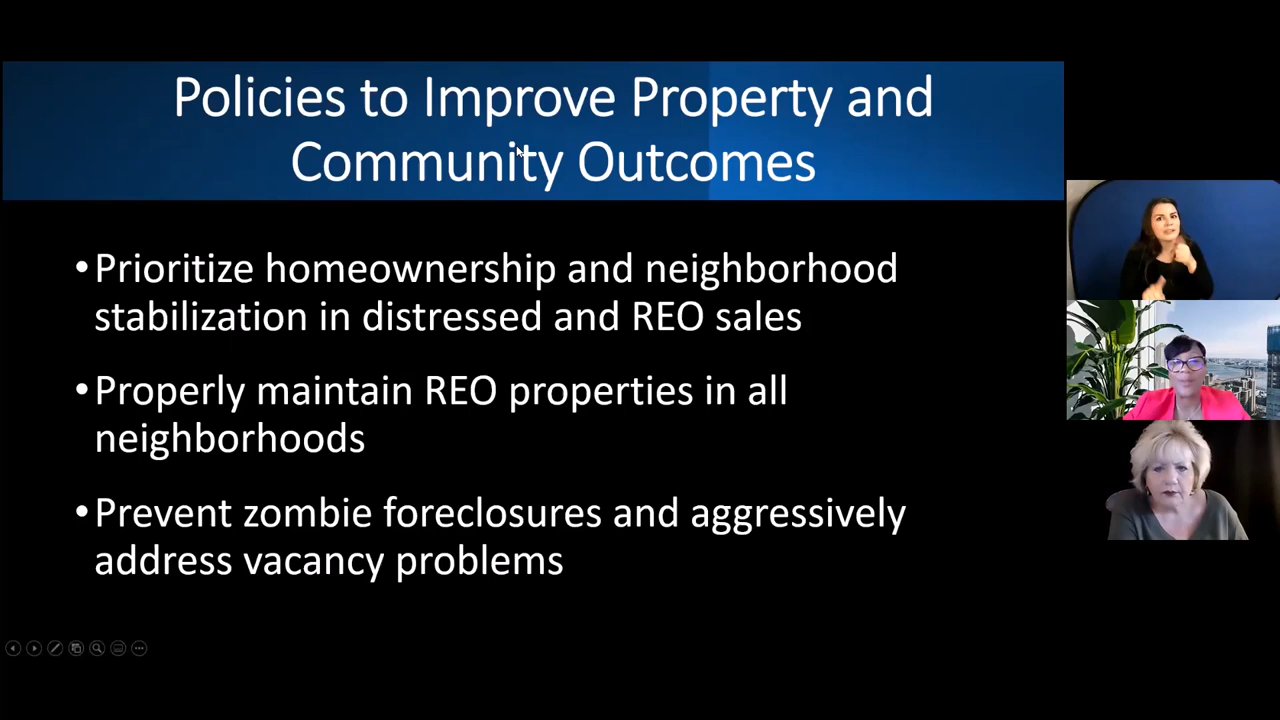 Policies to Improve Property and
Community Outcomes
•Prioritize homeownership and neighborhood
stabilization in distressed and REO sales
•Properly maintain REO properties in all
neighborhoods
•Prevent zombie foreclosures and aggressively
address vacancy problems